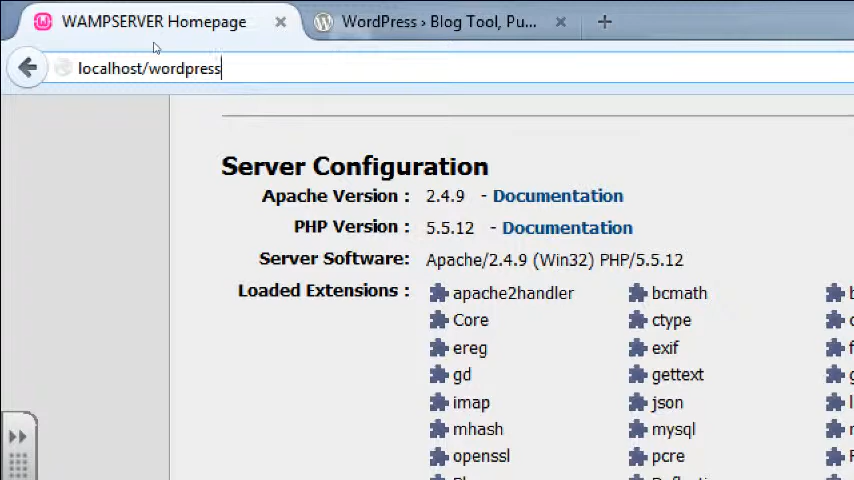 WAMPSERVER Homepage
WordPress › Blog Tool, Pu...
localhost/wordpress
Server Configuration
Apache Version : 2.4.9 - Documentation
PHP Version : 5.5.12 - Documentation
Server Software: Apache/2.4.9 (Win32) PHP/5.5.12
Loaded Extensions : apache2handler bcmath
Core ctype
ereg exif
gd gettext
imap json
mhash mysql
openssl pcre